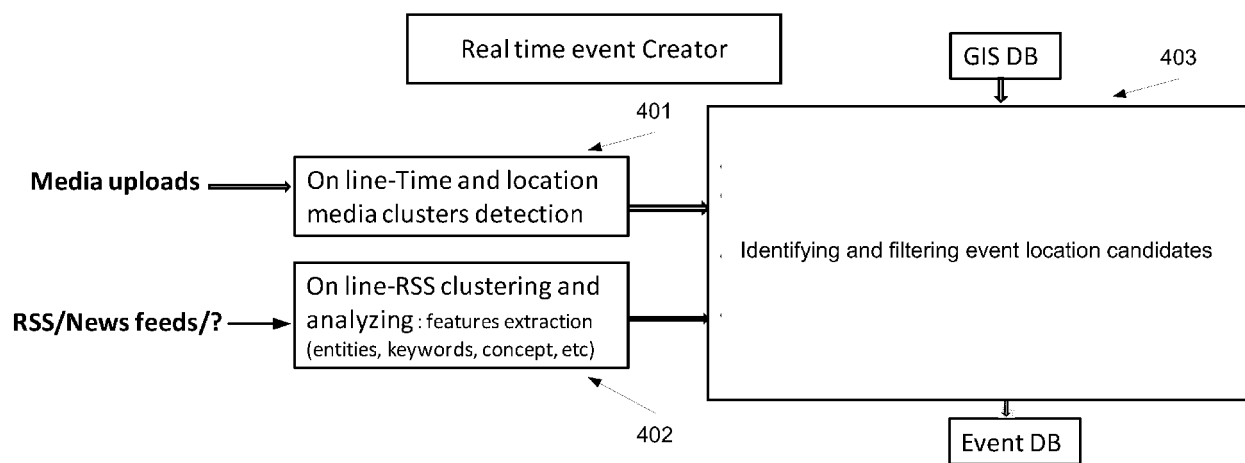 Real time event Creator
GIS DB
403
401
Media uploads
On line-Time and location
media clusters detection
Identifying and filtering event location candidates
RSS/News feeds/?
On line-RSS clustering and
analyzing : features extraction
(entities, keywords, concept, etc)
402
Event DB